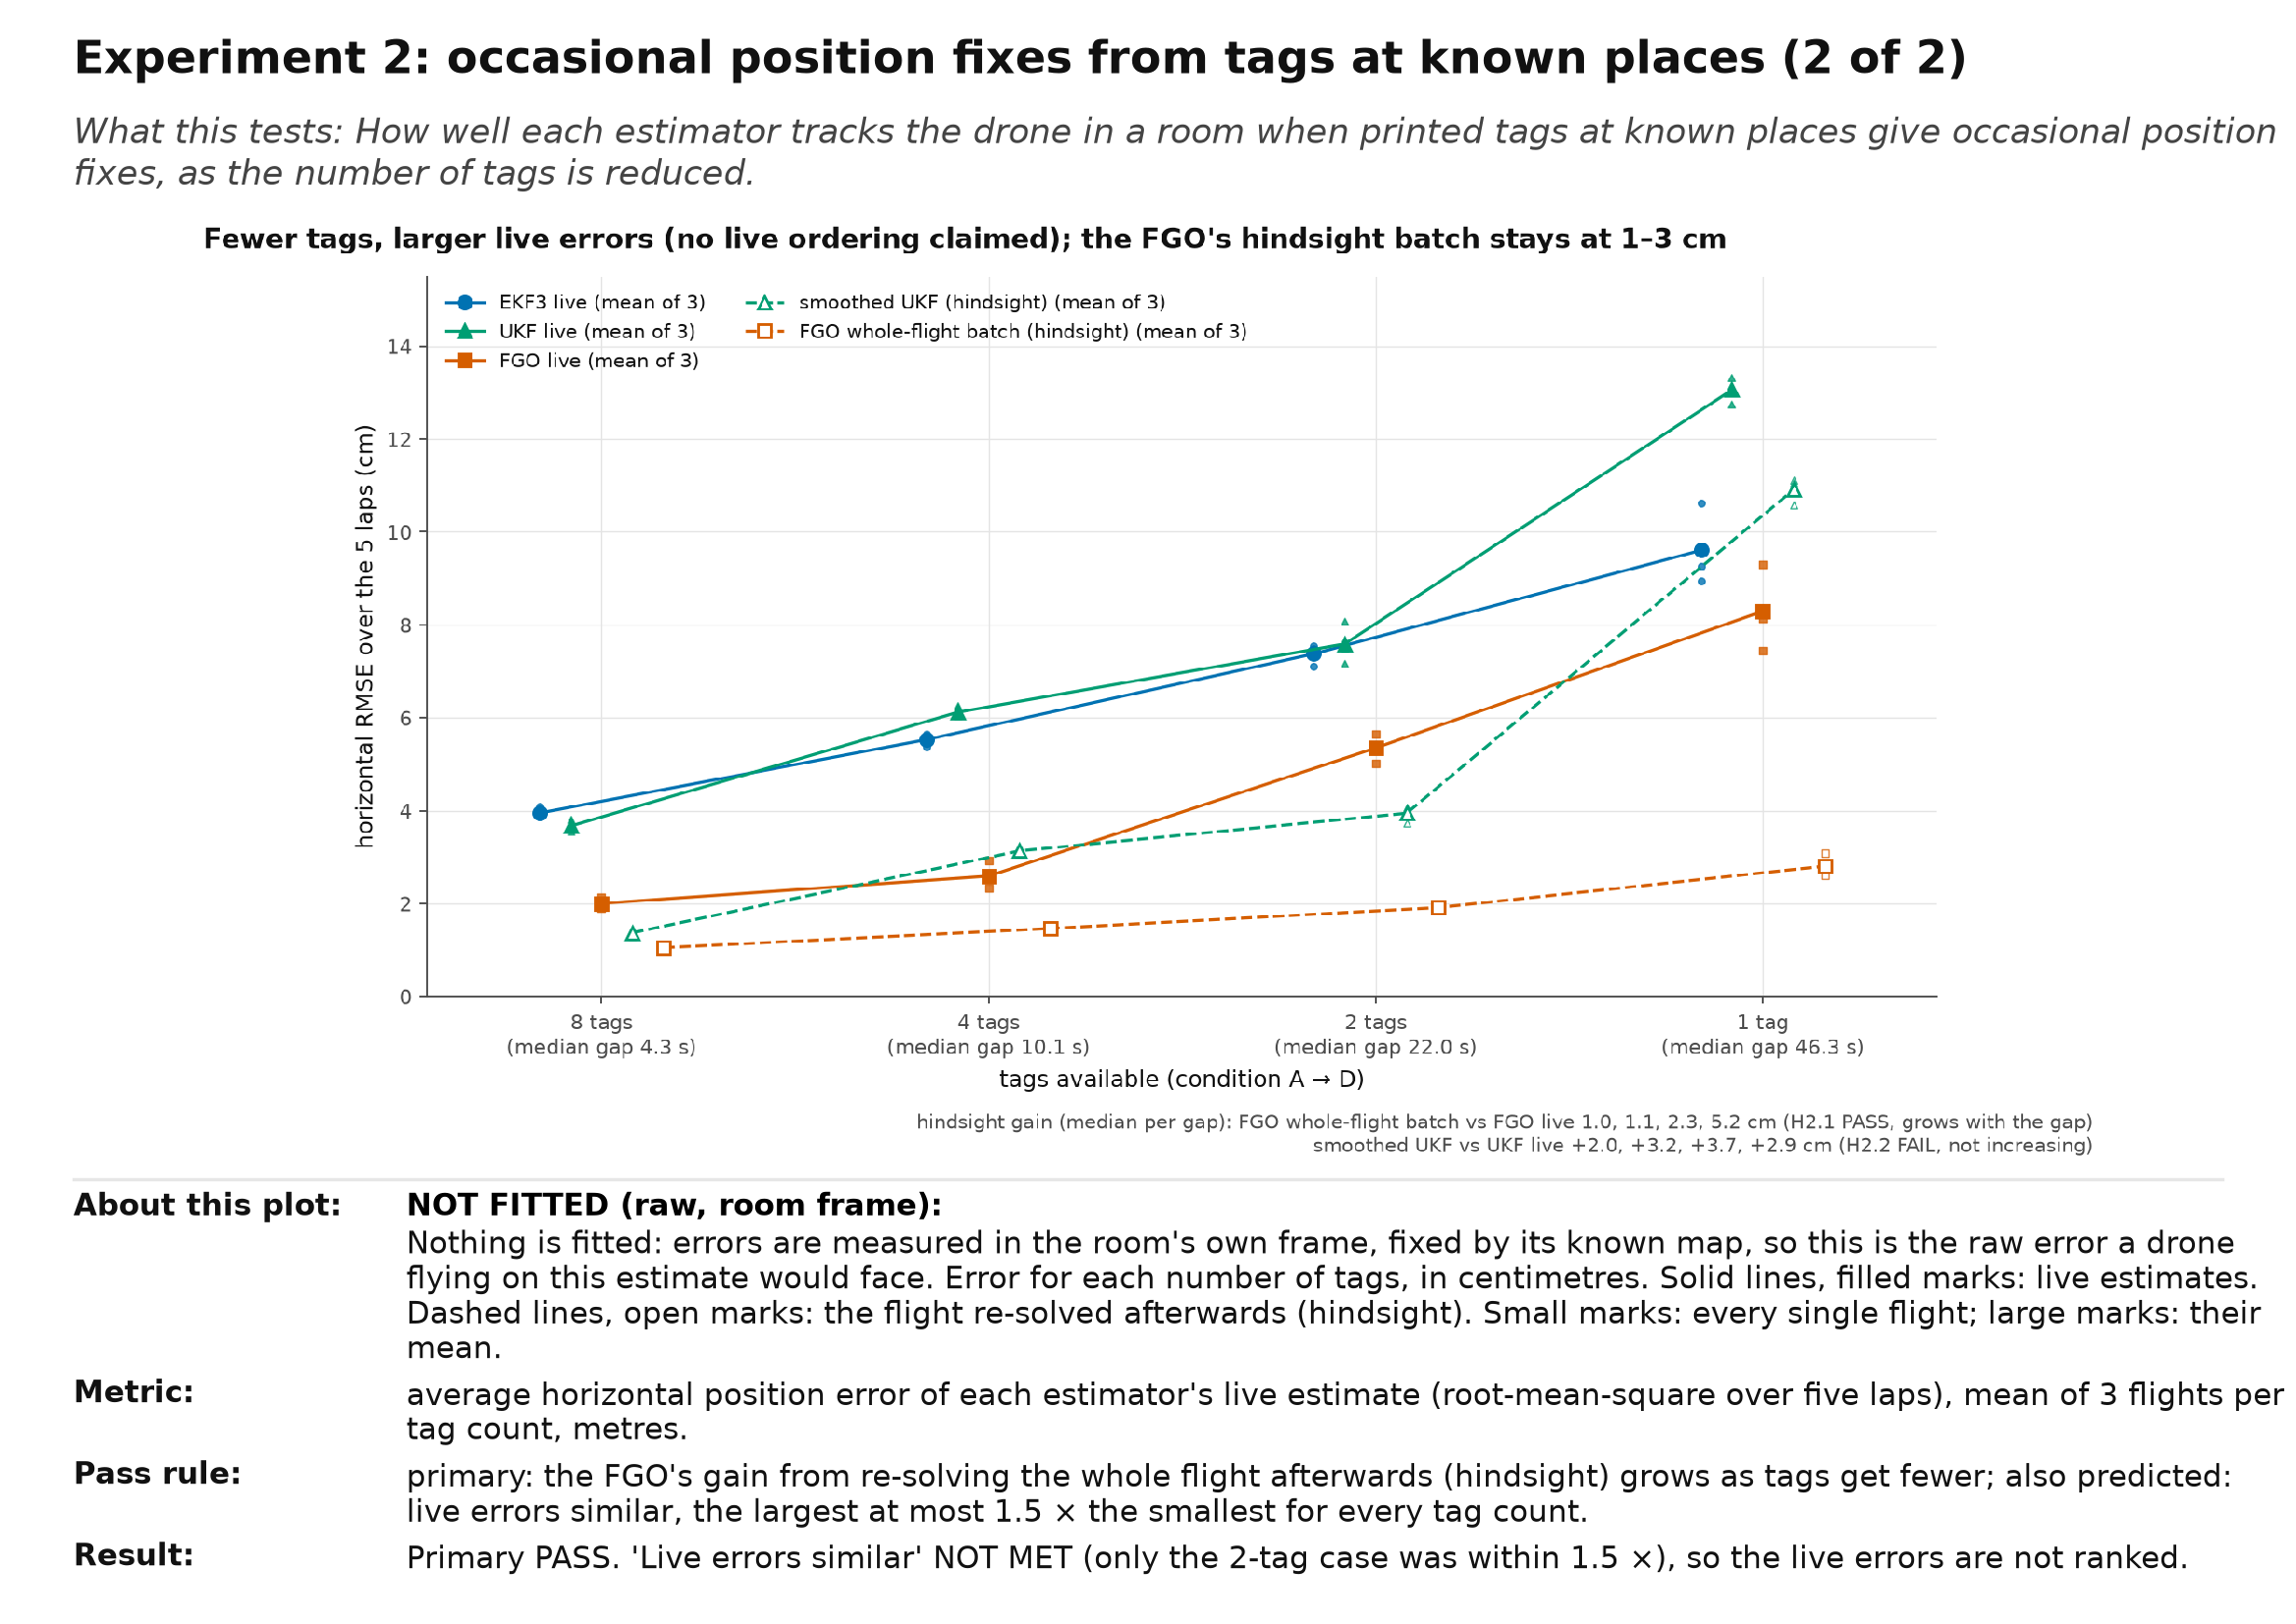 Experiment 2: occasional position fixes from tags at known places (2 of 2)
What this tests: How well each estimator tracks the drone in a room when printed tags at known places give occasional position
fixes, as the number of tags is reduced.
Fewer tags, larger live errors (no live ordering claimed); the FGO's hindsight batch stays at 1–3 cm
EKF3 live (mean of 3)
UKF live (mean of 3)
FGO live (mean of 3)
smoothed UKF (hindsight) (mean of 3)
FGO whole-flight batch (hindsight) (mean of 3)
horizontal RMSE over the 5 laps (cm)
14
12
10
8
6
4
2
0
8 tags
(median gap 4.3 s)
4 tags
(median gap 10.1 s)
2 tags
(median gap 22.0 s)
1 tag
(median gap 46.3 s)
tags available (condition A → D)
hindsight gain (median per gap): FGO whole-flight batch vs FGO live 1.0, 1.1, 2.3, 5.2 cm (H2.1 PASS, grows with the gap)
smoothed UKF vs UKF live +2.0, +3.2, +3.7, +2.9 cm (H2.2 FAIL, not increasing)
About this plot:
NOT FITTED (raw, room frame):
Nothing is fitted: errors are measured in the room's own frame, fixed by its known map, so this is the raw error a drone
flying on this estimate would face. Error for each number of tags, in centimetres. Solid lines, filled marks: live estimates.
Dashed lines, open marks: the flight re-solved afterwards (hindsight). Small marks: every single flight; large marks: their
mean.
Metric:
average horizontal position error of each estimator's live estimate (root-mean-square over five laps), mean of 3 flights per
tag count, metres.
Pass rule:
primary: the FGO's gain from re-solving the whole flight afterwards (hindsight) grows as tags get fewer; also predicted:
live errors similar, the largest at most 1.5 × the smallest for every tag count.
Result:
Primary PASS. 'Live errors similar' NOT MET (only the 2-tag case was within 1.5 ×), so the live errors are not ranked.